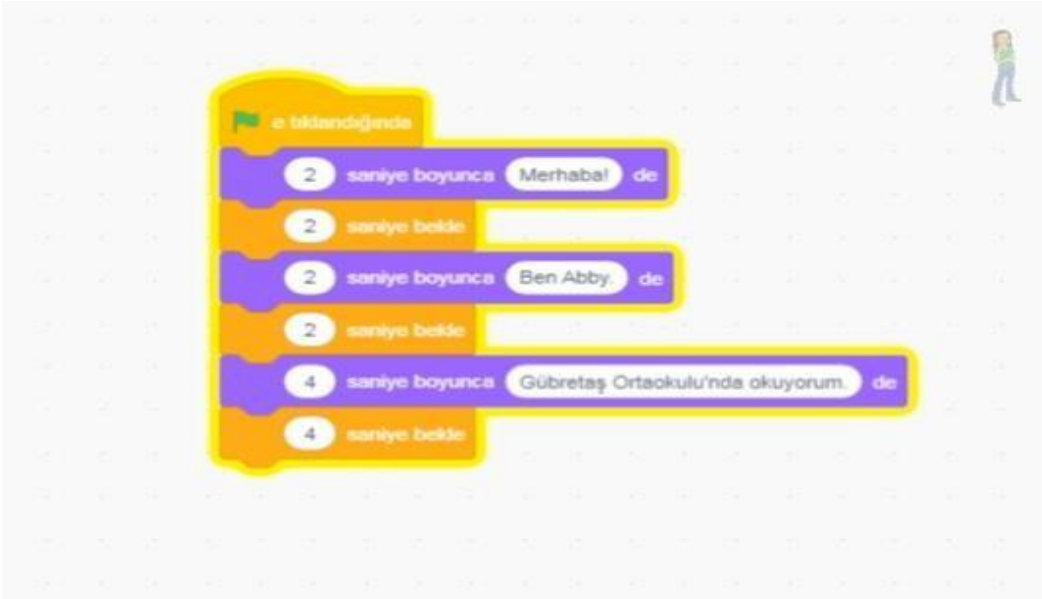 e tıklandığında
2 saniye boyunca Merhaba! de
2 saniye bekle
2 saniye boyunca Ben Abby. de
2 saniye bekle
4 saniye boyunca Gübretaş Ortaokulu'nda okuyorum. de
4 saniye bekle